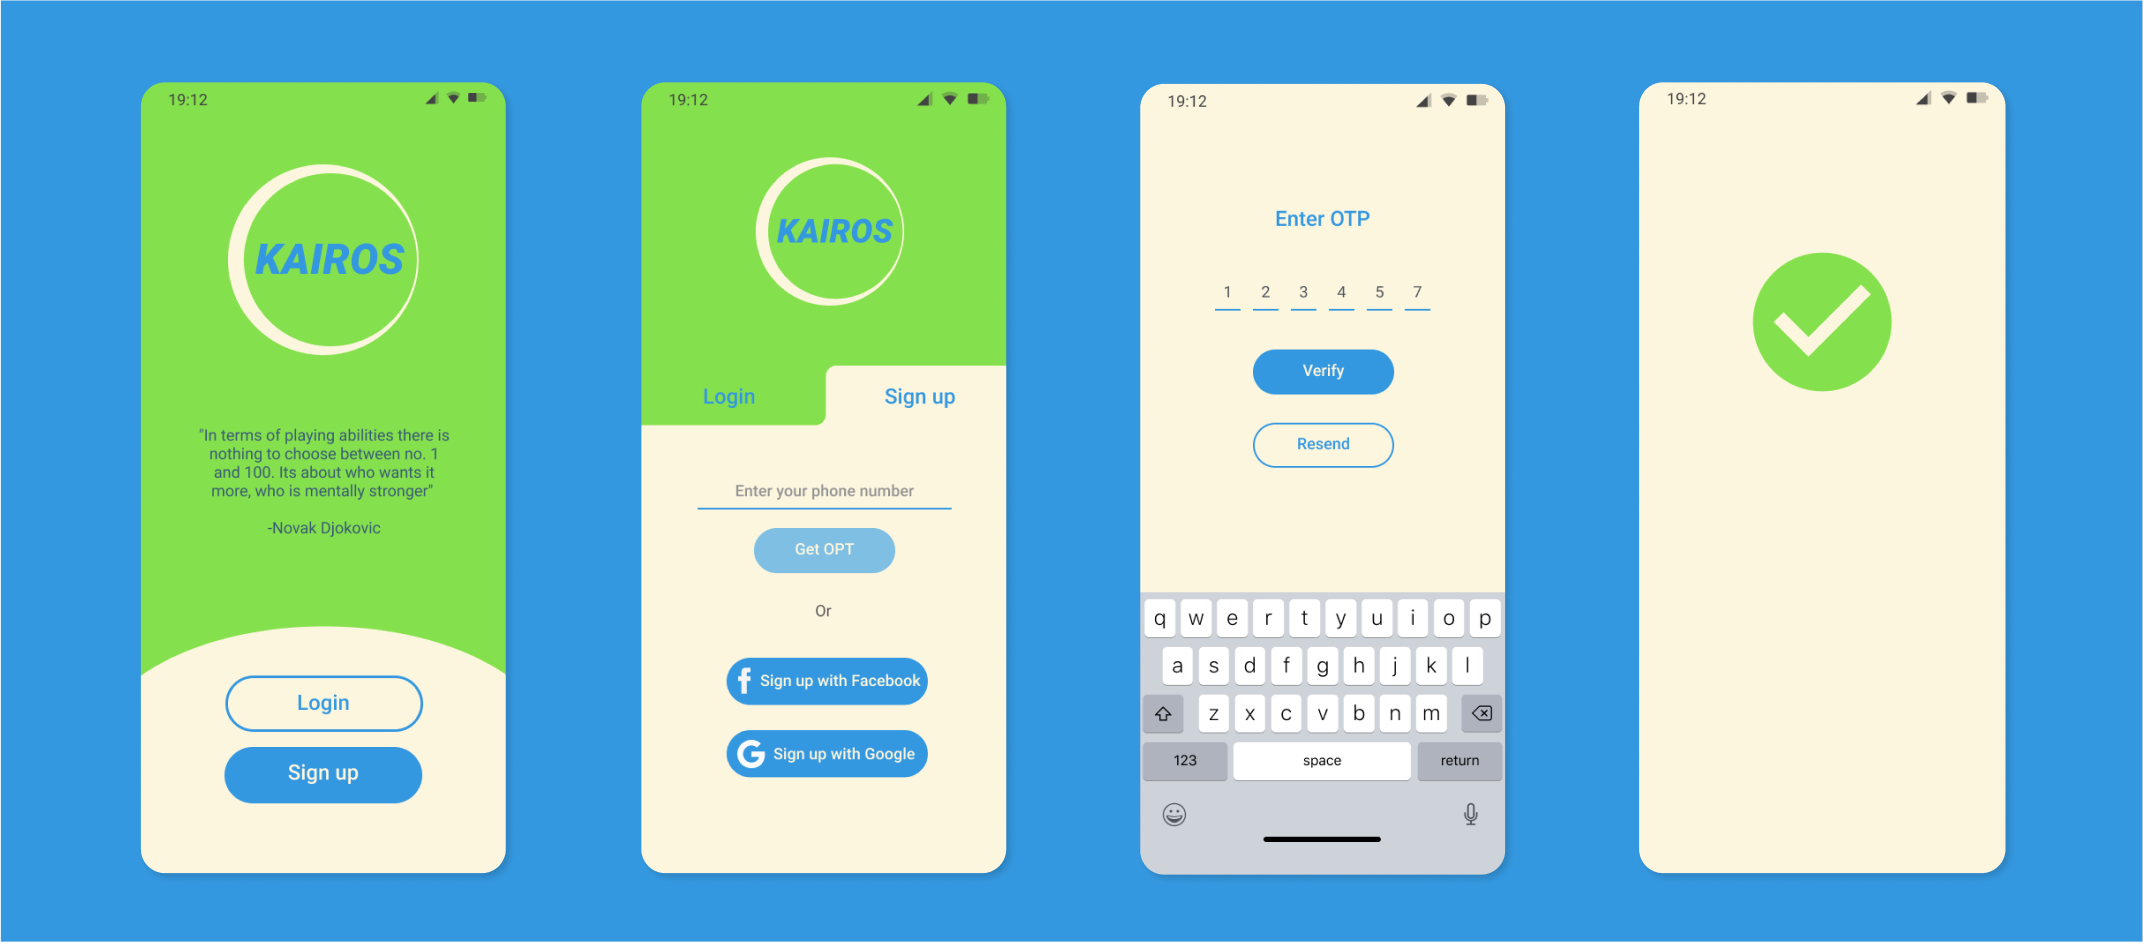 19:12
KAIROS
"In terms of playing abilities there is
nothing to choose between no. 1
and 100. Its about who wants it
more, who is mentally stronger"
-Novak Djokovic
Login
Sign up
19:12
KAIROS
Login
Sign up
Enter your phone number
Get OPT
Or
f Sign up with Facebook
G Sign up with Google
19:12
Enter OTP
1 2 3 4 5 7
Verify
Resend
q w e r t y u i o p
a s d f g h j k l
z x c v b n m
123 space return
19:12